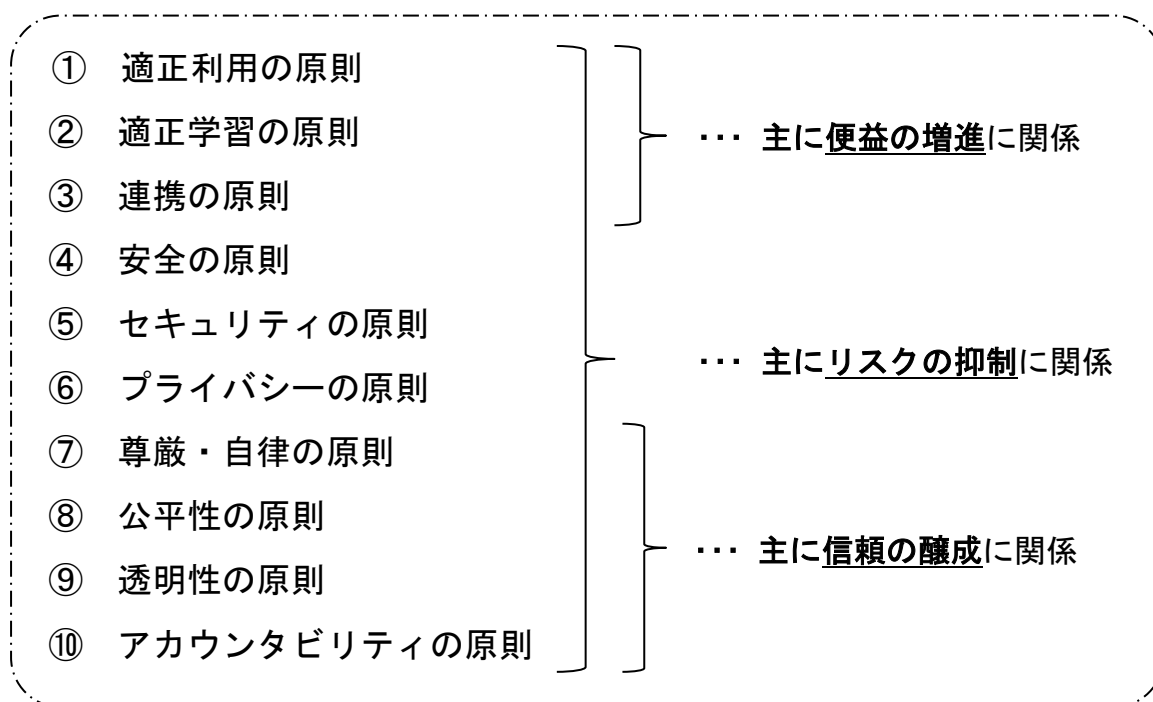 ① 適正利用の原則
② 適正学習の原則
··· 主に便益の増進に関係
③ 連携の原則
④ 安全の原則
⑤ セキュリティの原則
··· 主にリスクの抑制に関係
⑥ プライバシーの原則
⑦ 尊厳・自律の原則
⑧ 公平性の原則
··· 主に信頼の醸成に関係
⑨ 透明性の原則
⑩ アカウンタビリティの原則